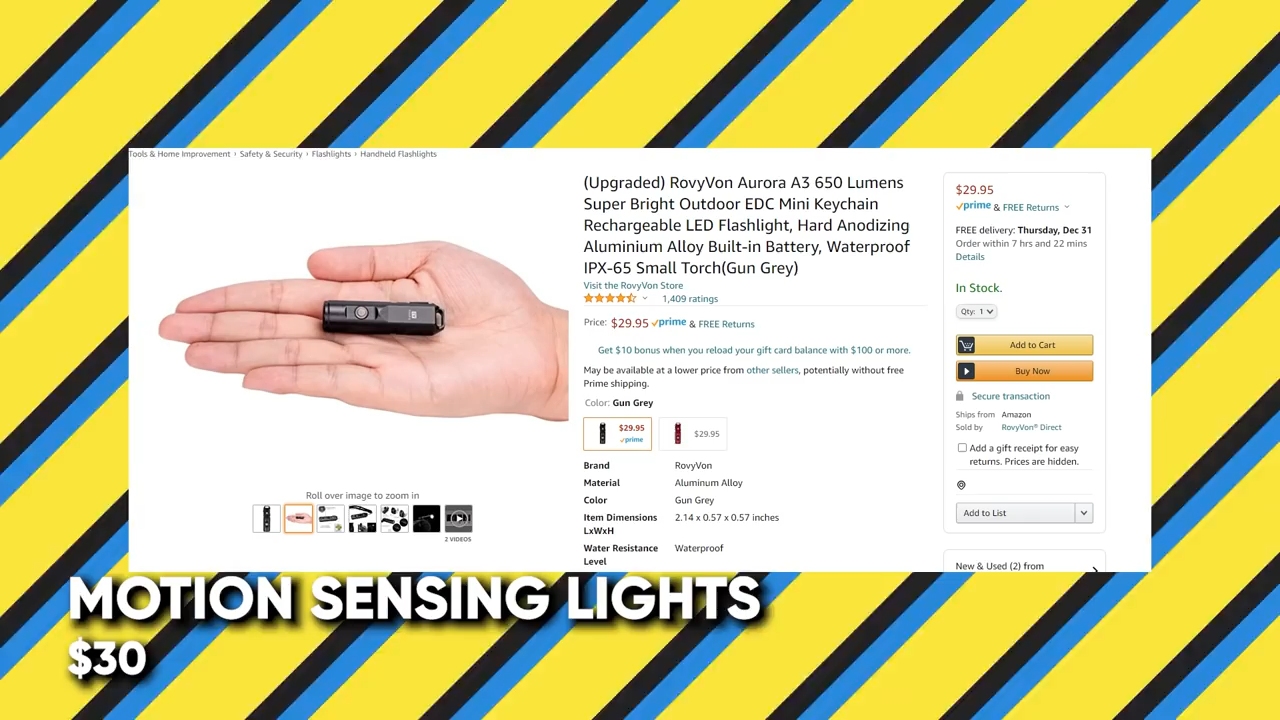 Tools & Home Improvement › Safety & Security › Flashlights › Handheld Flashlights
(Upgraded) RovyVon Aurora A3 650 Lumens
Super Bright Outdoor EDC Mini Keychain
Rechargeable LED Flashlight, Hard Anodizing
Aluminium Alloy Built-in Battery, Waterproof
IPX-65 Small Torch(Gun Grey)
Visit the RovyVon Store
1,409 ratings
Price: $29.95 prime & FREE Returns
Get $10 bonus when you reload your gift card balance with $100 or more.
May be available at a lower price from other sellers, potentially without free
Prime shipping.
Color: Gun Grey
$29.95
prime
$29.95
Brand RovyVon
Material Aluminum Alloy
Color Gun Grey
Item Dimensions 2.14 x 0.57 x 0.57 inches
LxWxH
Water Resistance Waterproof
Level
Roll over image to zoom in
2 VIDEOS
$29.95
prime & FREE Returns
FREE delivery: Thursday, Dec 31
Order within 7 hrs and 22 mins
Details
In Stock.
Qty: 1
Add to Cart
Buy Now
Secure transaction
Ships from Amazon
Sold by RovyVon® Direct
Add a gift receipt for easy
returns. Prices are hidden.
Add to List
New & Used (2) from
MOTION SENSING LIGHTS
$30